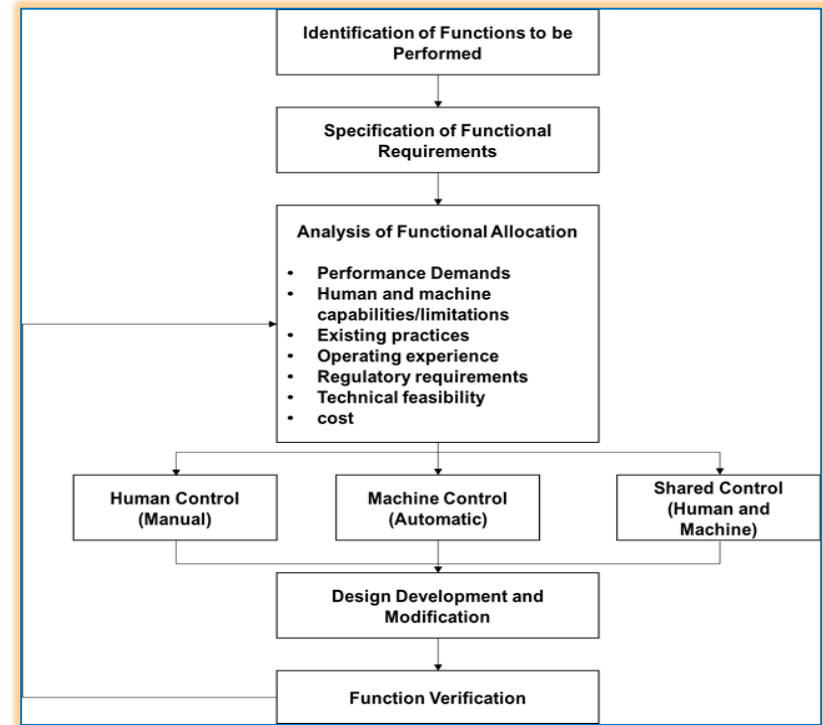 Identification of Functions to be
Performed
Specification of Functional
Requirements
Analysis of Functional Allocation
• Performance Demands
• Human and machine
capabilities/limitations
• Existing practices
• Operating experience
• Regulatory requirements
• Technical feasibility
• cost
Human Control
(Manual)
Machine Control
(Automatic)
Shared Control
(Human and
Machine)
Design Development and
Modification
Function Verification